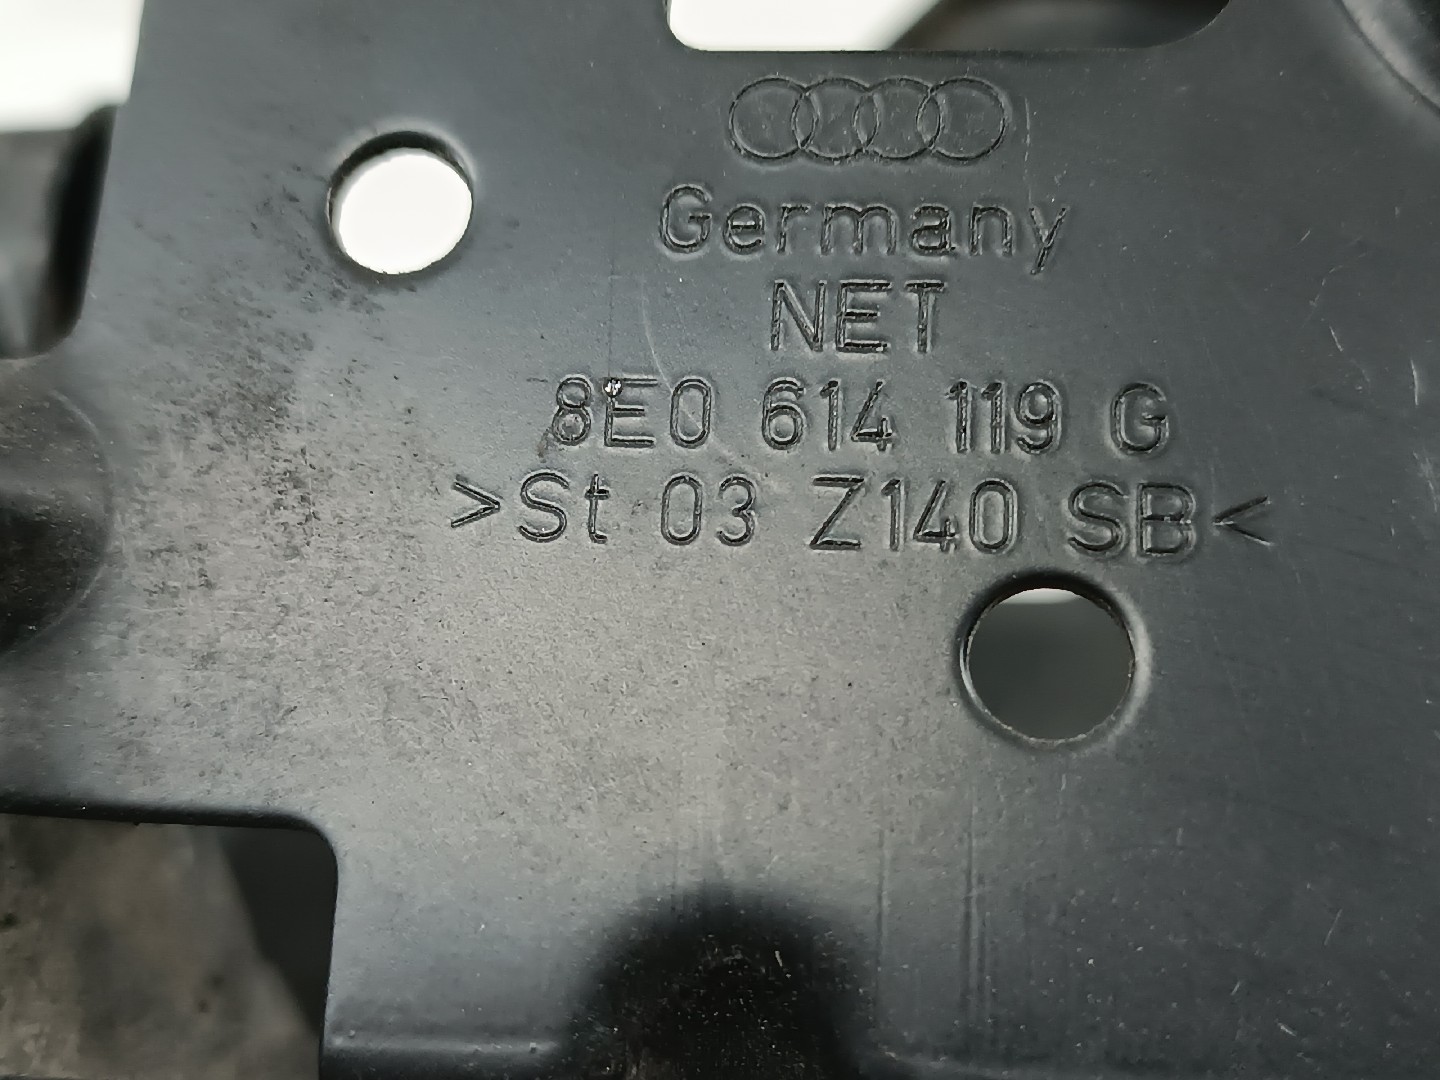 Germany
NET
8E0 614 119 G
>St 03 Z140 SB<